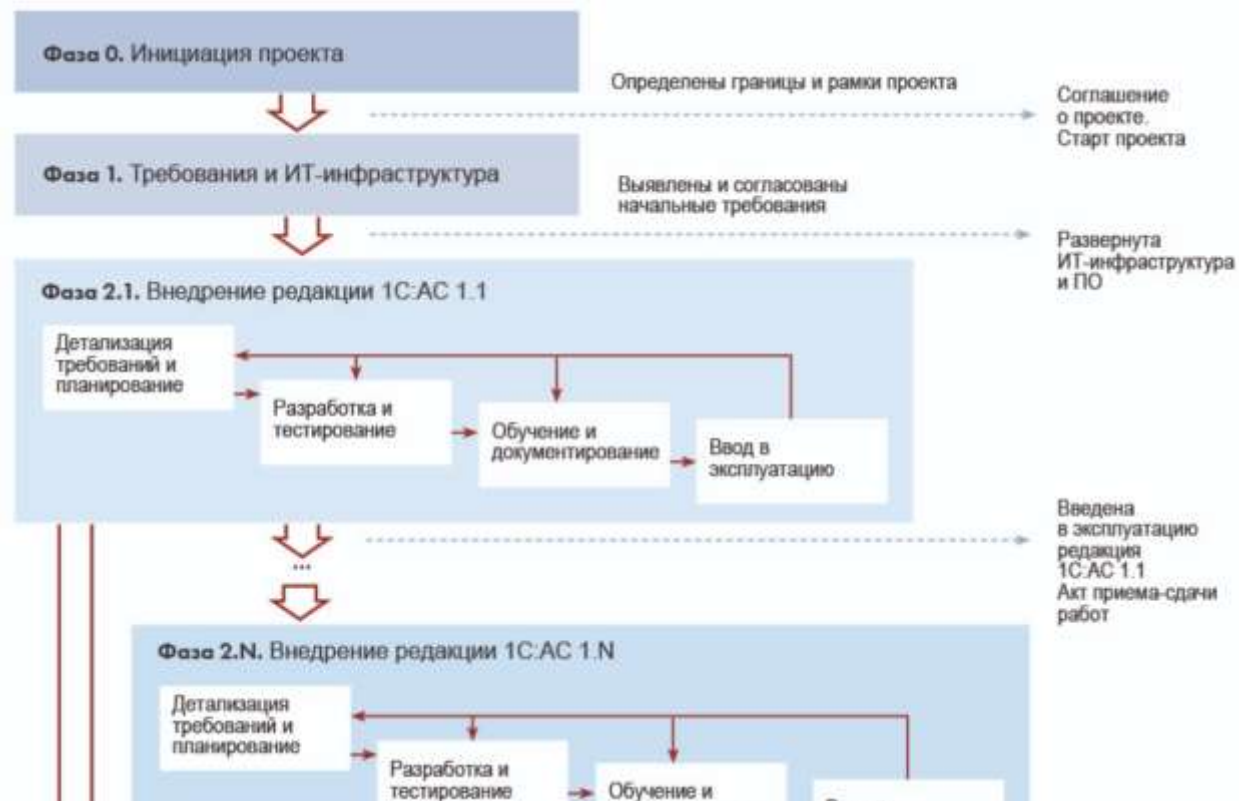 Фаза 0. Инициация проекта
Определены границы и рамки проекта
Соглашение
о проекте.
Старт проекта
Фаза 1. Требования и ИТ-инфраструктура
Выявлены и согласованы
начальные требования
Развернута
ИТ-инфраструктура
и ПО
Фаза 2.1. Внедрение редакции 1С:АС 1.1
Детализация
требований и
планирование
Разработка и
тестирование
Обучение и
документирование
Ввод в
эксплуатацию
Введена
в эксплуатацию
редакция
1С:АС 1.1
Акт приема-сдачи
работ
...
Фаза 2.N. Внедрение редакции 1С:АС 1.N
Детализация
требований и
планирование
Разработка и
тестирование
Обучение и